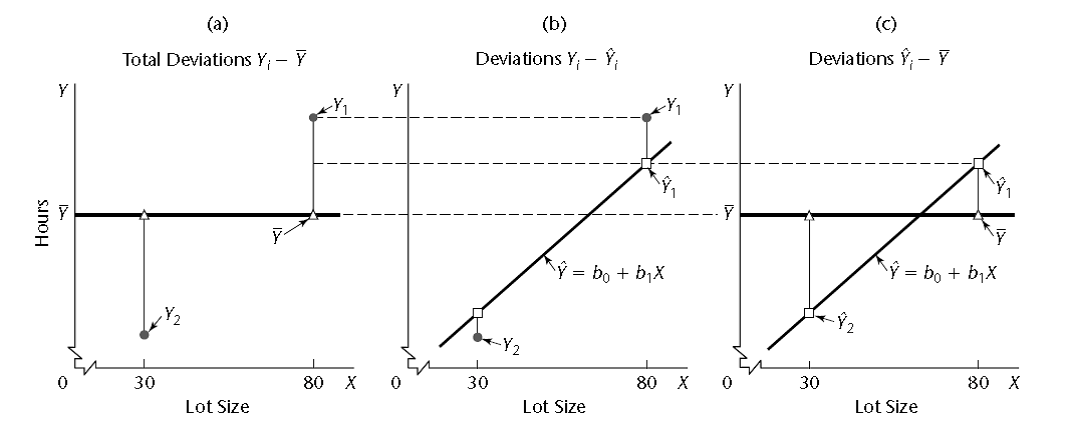 (a)
Total Deviations Yᵢ – Ȳ
Y
Y₁
Hours
Ȳ
Ȳ
Y₂
0
30
80
X
Lot Size
(b)
Deviations Yᵢ – Ŷᵢ
Y
Y₁
Ŷ₁
Ŷ = b₀ + b₁X
Y₂
0
30
80
X
Lot Size
(c)
Deviations Ŷᵢ – Ȳ
Y
Ŷ₁
Ȳ
Ȳ
Ŷ = b₀ + b₁X
Ŷ₂
0
30
80
X
Lot Size